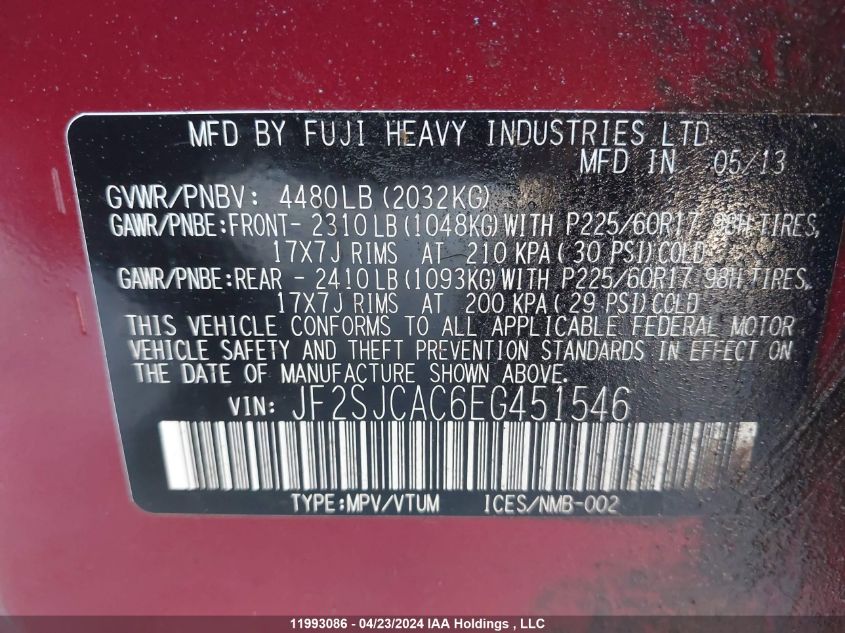 MFD BY FUJI HEAVY INDUSTRIES LTD.
MFD IN 05/13
GVWR/PNBV: 4480LB(2032KG)
GAWR/PNBE:FRONT- 2310LB(1048KG)WITH P225/60R17 98H TIRES,
17X7J RIMS AT 210 KPA(30 PSI)COLD
GAWR/PNBE:REAR - 2410LB(1093KG)WITH P225/60R17 98H TIRES,
17X7J RIMS AT 200 KPA(29 PSI)COLD
THIS VEHICLE CONFORMS TO ALL APPLICABLE FEDERAL MOTOR
VEHICLE SAFETY AND THEFT PREVENTION STANDARDS IN EFFECT ON
THE DATE OF MANUFACTURE SHOWN ABOVE.
VIN: JF2SJCAC6EG451546
TYPE:MPV/VTUM ICES/NMB-002
11993086 - 04/23/2024 IAA Holdings , LLC